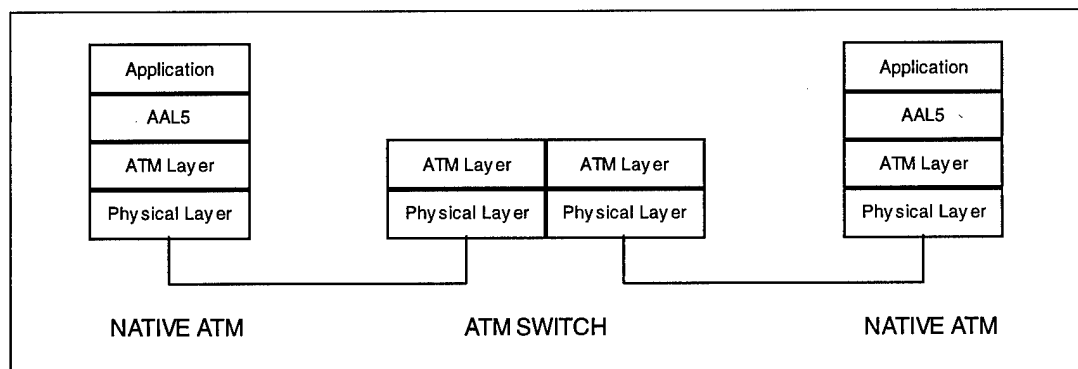 Application
AAL5
ATM Layer
Physical Layer
ATM Layer
ATM Layer
Physical Layer
Physical Layer
Application
AAL5
ATM Layer
Physical Layer
NATIVE ATM
ATM SWITCH
NATIVE ATM